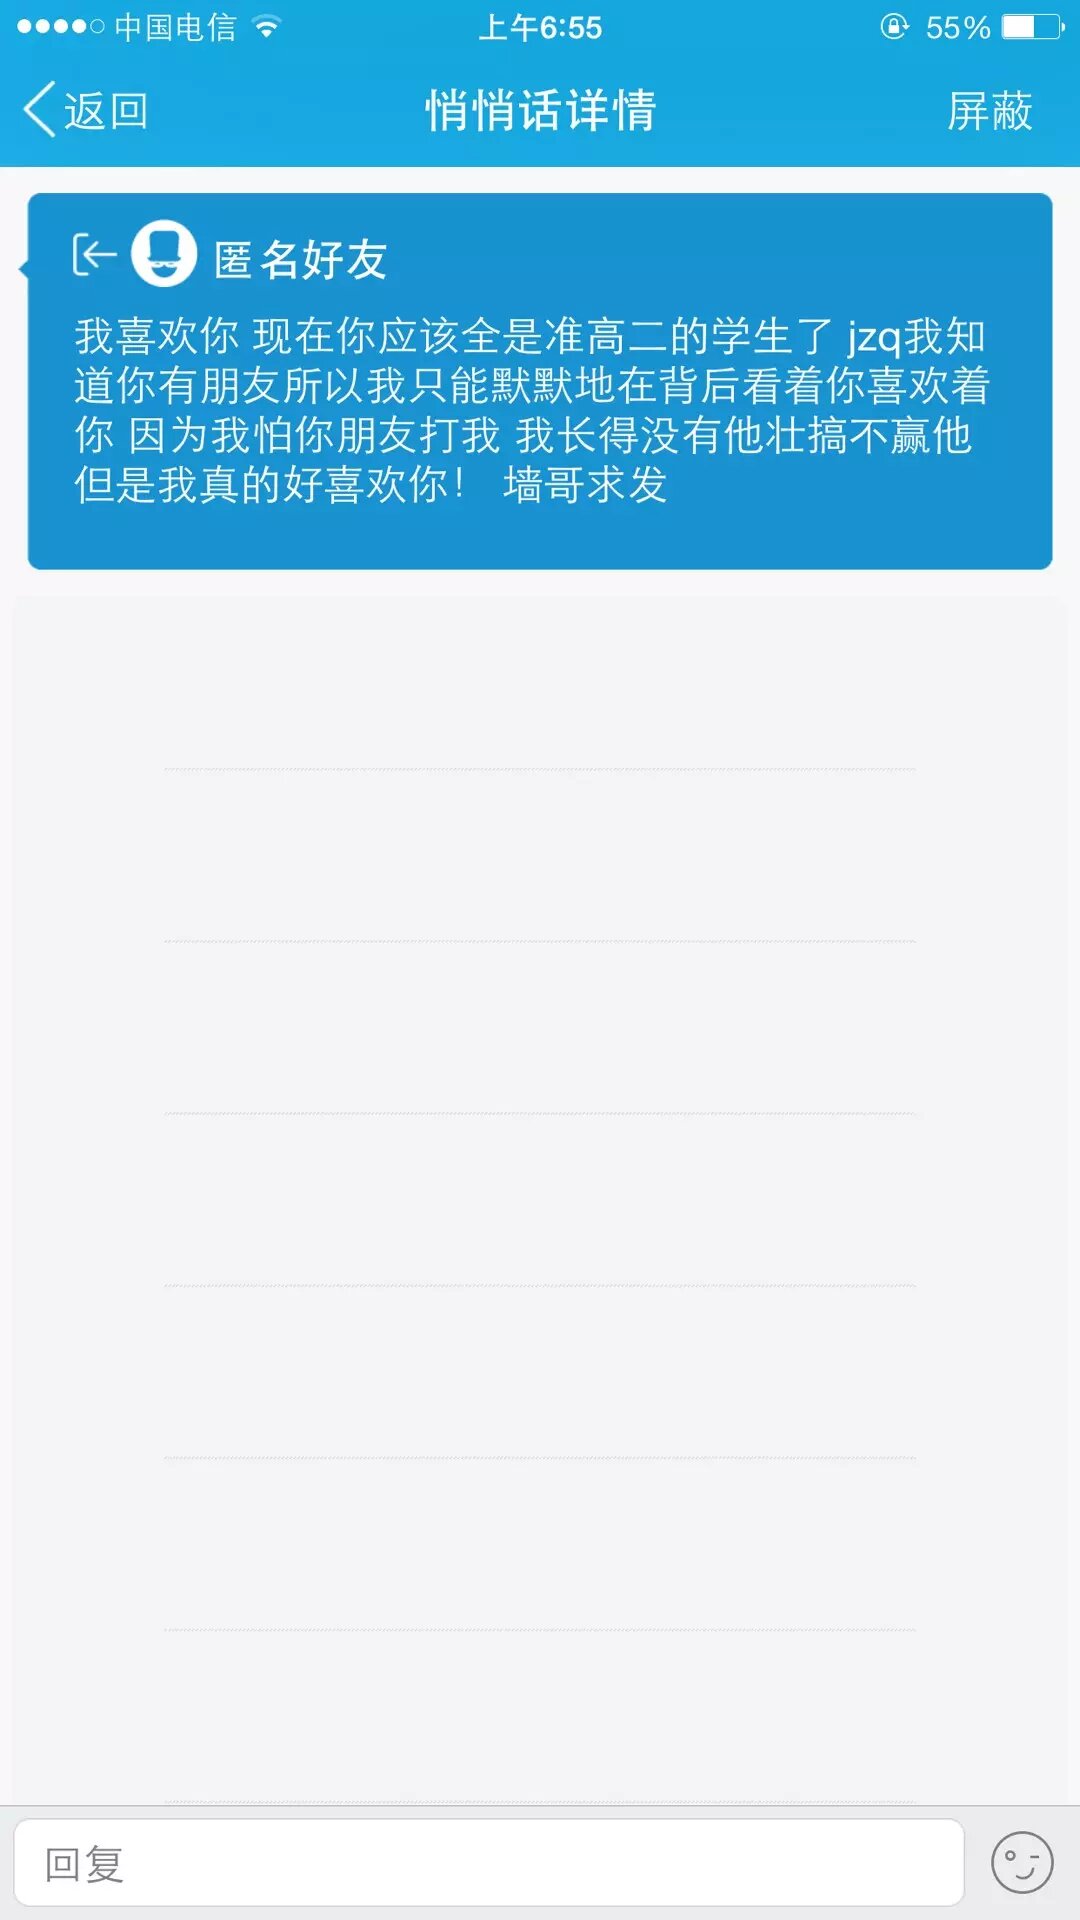 中国电信 上午6:55 55%
返回 悄悄话详情 屏蔽
匿名好友
我喜欢你 现在你应该全是准高二的学生了 jzq我知
道你有朋友所以我只能默默地在背后看着你喜欢着
你 因为我怕你朋友打我 我长得没有他壮搞不赢他
但是我真的好喜欢你！ 墙哥求发
回复